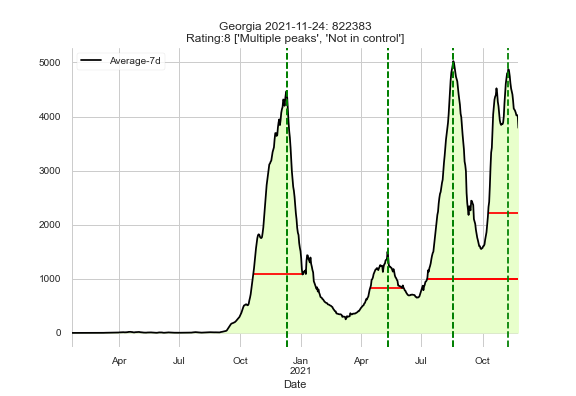 Georgia 2021-11-24: 822383
Rating:8 ['Multiple peaks', 'Not in control']
Average-7d
5000
4000
3000
2000
1000
0
Apr Jul Oct Jan Apr Jul Oct
2021
Date